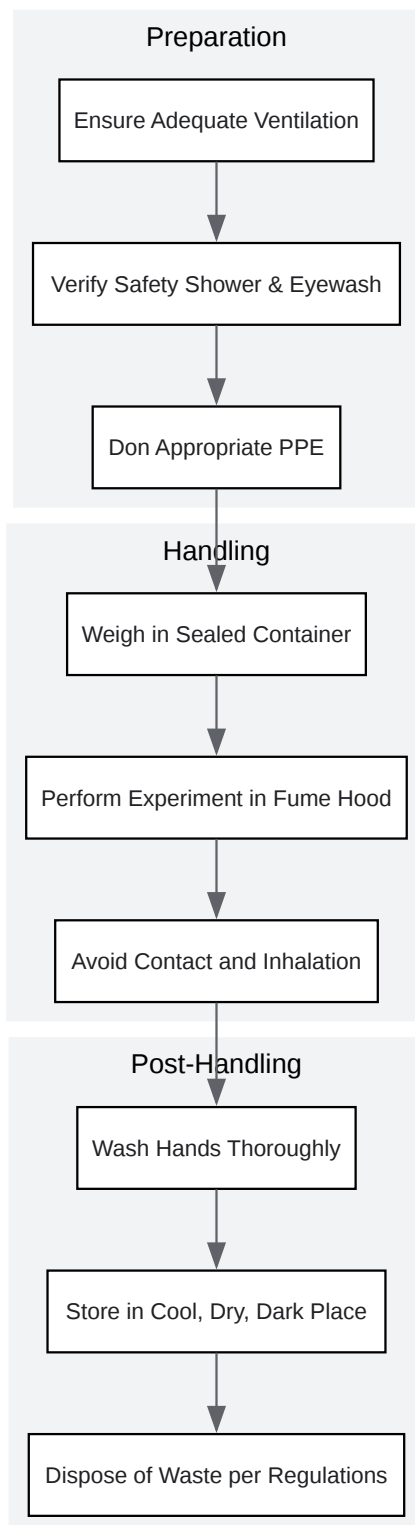 Preparation
Ensure Adequate Ventilation
Verify Safety Shower & Eyewash
Don Appropriate PPE
Handling
Weigh in Sealed Container
Perform Experiment in Fume Hood
Avoid Contact and Inhalation
Post-Handling
Wash Hands Thoroughly
Store in Cool, Dry, Dark Place
Dispose of Waste per Regulations